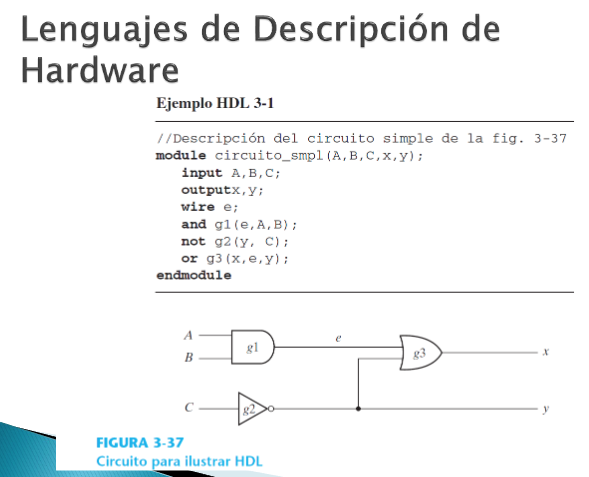 Lenguajes de Descripción de
Hardware
Ejemplo HDL 3-1
//Descripción del circuito simple de la fig. 3-37
module circuito_smpl(A,B,C,x,y);
input A,B,C;
outputx,y;
wire e;
and g1(e,A,B);
not g2(y, C);
or g3(x,e,y);
endmodule
A
B
g1
e
g3
x
C
g2
y
FIGURA 3-37
Circuito para ilustrar HDL